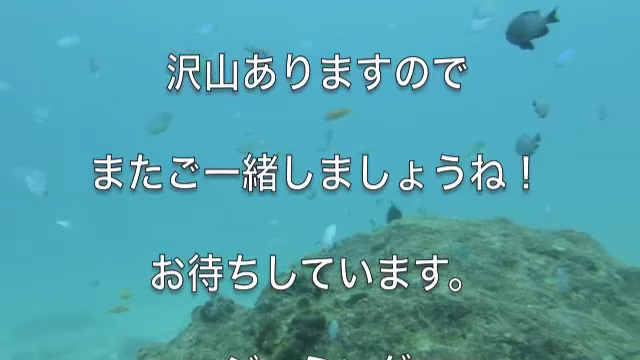 沢山ありますので
またご一緒しましょうね！
お待ちしています。